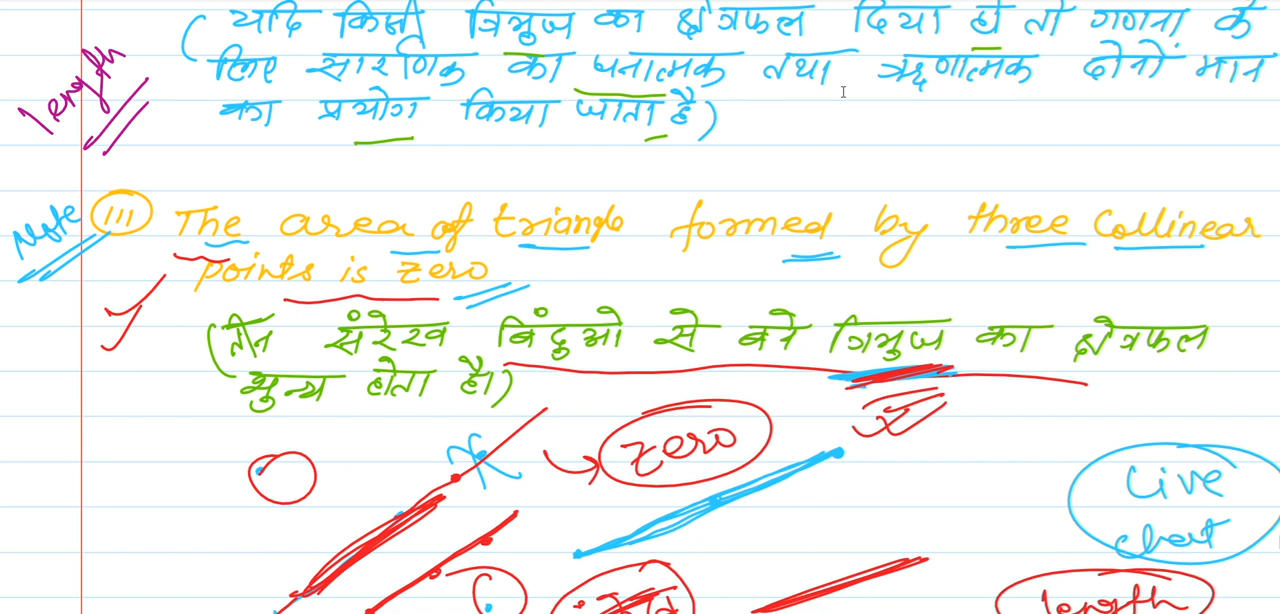 (यदि किसी त्रिभुज का क्षेत्रफल दिया हो तो गणना के
लिए सारणिक का धनात्मक तथा ऋणात्मक दोनों मान
का प्रयोग किया जाता है)
length
Note
(111) The area of triangle formed by three Collinear
points is zero
(तीन संरेख बिंदुओ से बने त्रिभुज का क्षेत्रफल
शुन्य होता है।)
zero
Live
chat
length